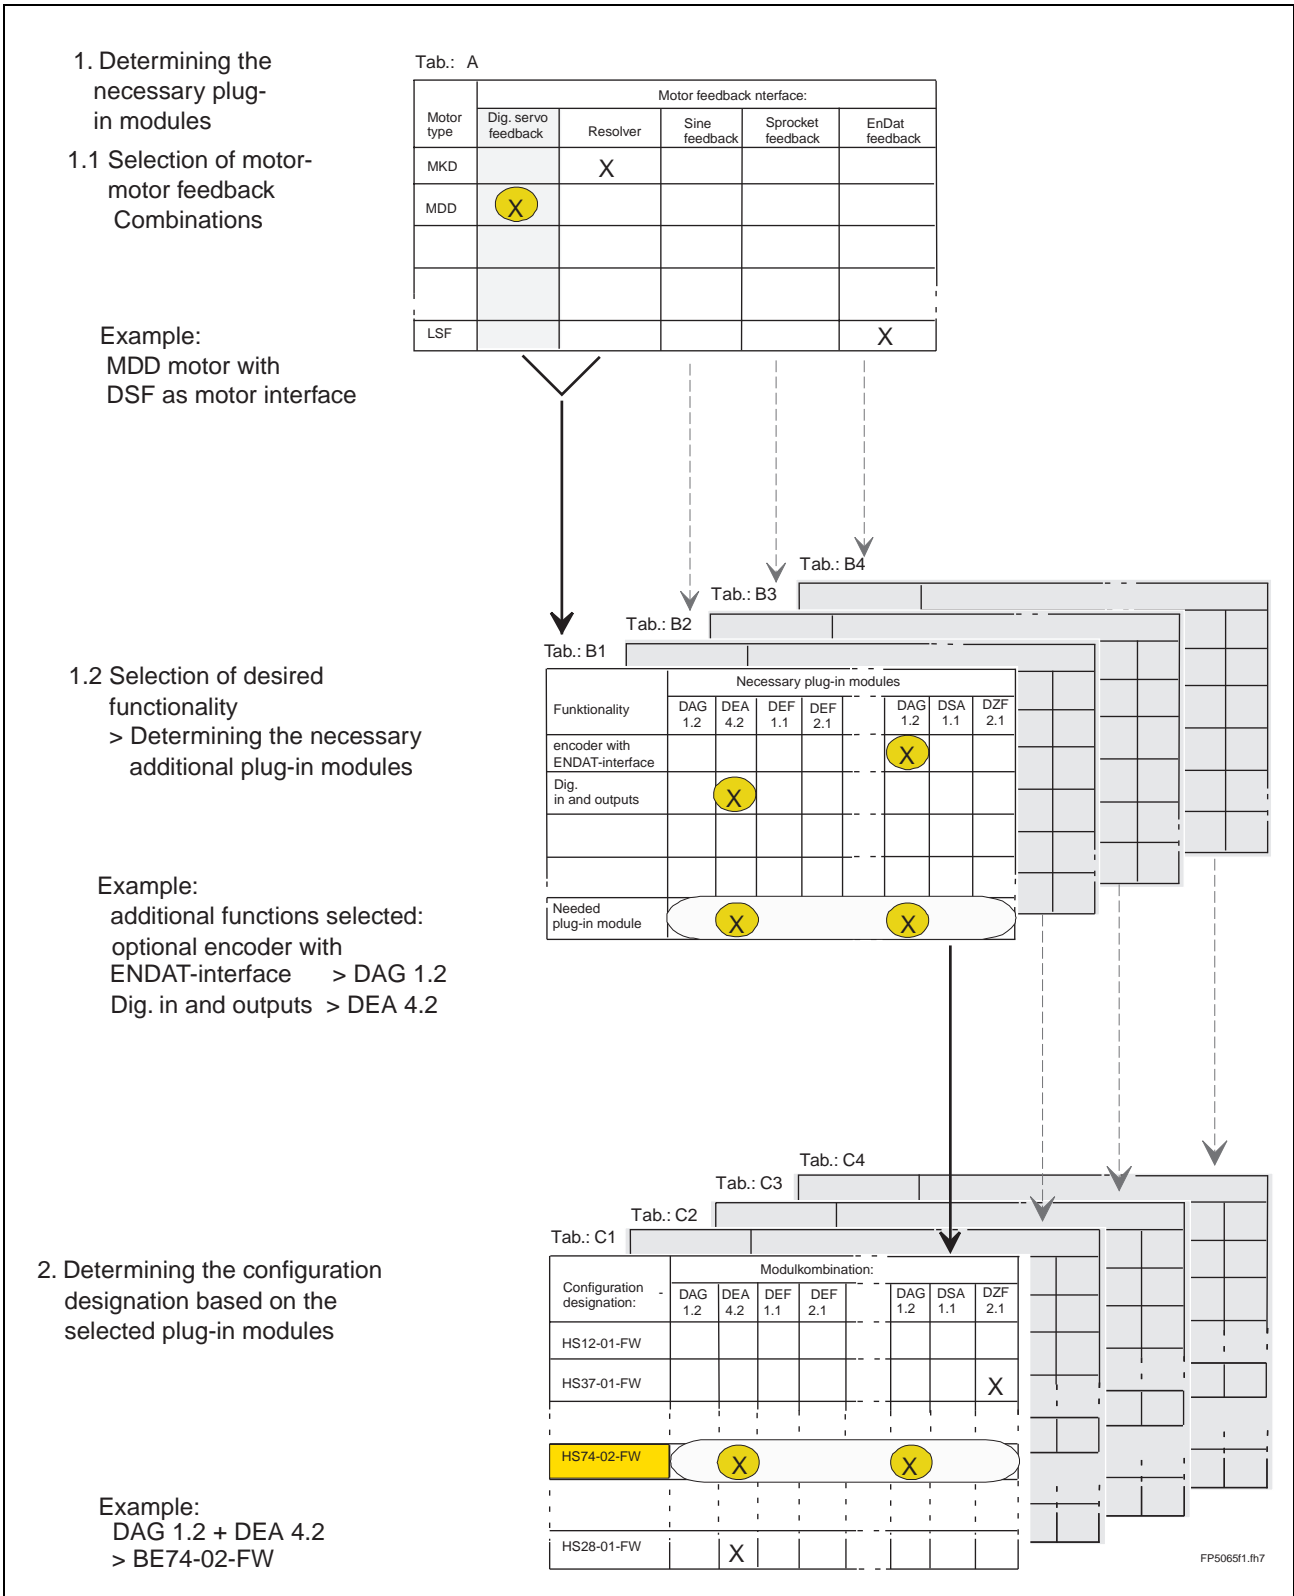 1. Determining the
necessary plug-
in modules
1.1 Selection of motor-
motor feedback
Combinations
Example:
MDD motor with
DSF as motor interface
Tab.: A
Motor feedback nterface:
Motor
type
Dig. servo
feedback
Resolver
Sine
feedback
Sprocket
feedback
EnDat
feedback
MKD
X
MDD
X
LSF
X
Tab.: B4
Tab.: B3
Tab.: B2
Tab.: B1
1.2 Selection of desired
functionality
> Determining the necessary
additional plug-in modules
Example:
additional functions selected:
optional encoder with
ENDAT-interface > DAG 1.2
Dig. in and outputs > DEA 4.2
Necessary plug-in modules
Funktionality
DAG
1.2
DEA
4.2
DEF
1.1
DEF
2.1
DAG
1.2
DSA
1.1
DZF
2.1
encoder with
ENDAT-interface
X
Dig.
in and outputs
X
Needed
plug-in module
X X
Tab.: C4
Tab.: C3
Tab.: C2
Tab.: C1
2. Determining the configuration
designation based on the
selected plug-in modules
Example:
DAG 1.2 + DEA 4.2
> BE74-02-FW
Modulkombination:
Configuration -
designation:
DAG
1.2
DEA
4.2
DEF
1.1
DEF
2.1
DAG
1.2
DSA
1.1
DZF
2.1
HS12-01-FW
HS37-01-FW
X
HS74-02-FW
X X
HS28-01-FW
X
FP5065f1.fh7